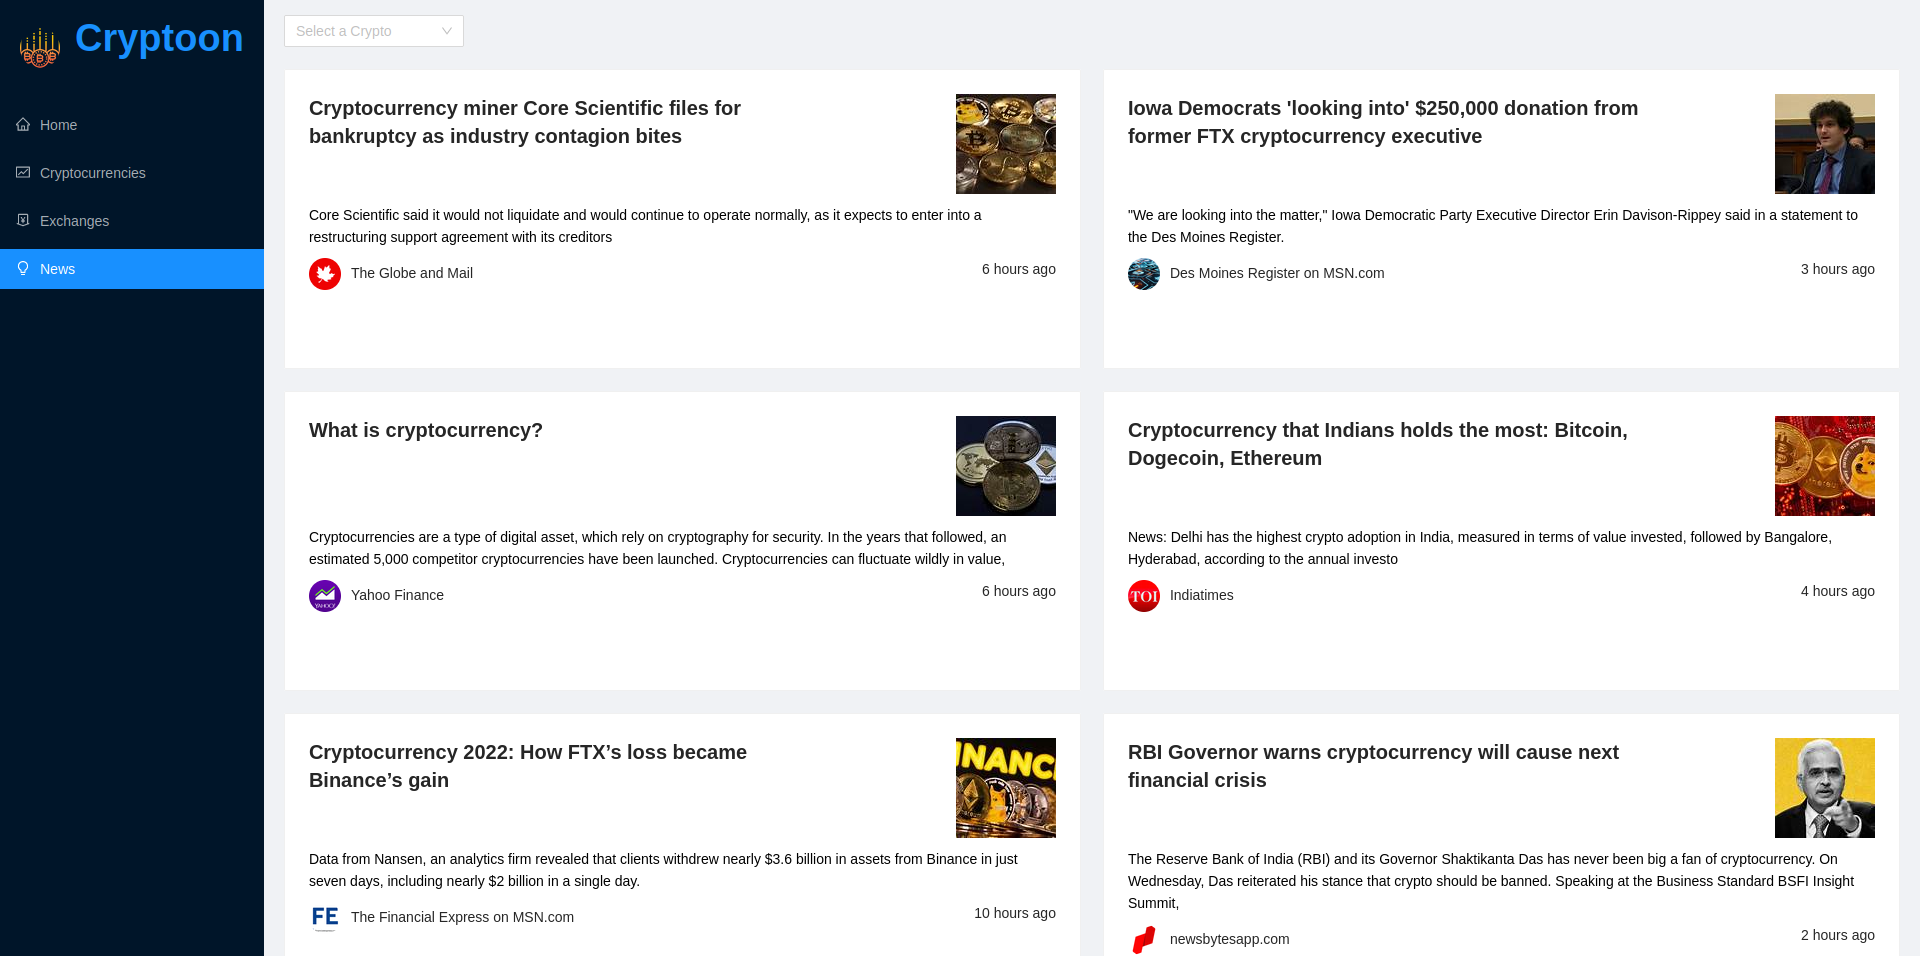 Cryptoon
Home
Cryptocurrencies
Exchanges
News
Select a Crypto
Cryptocurrency miner Core Scientific files for
bankruptcy as industry contagion bites
Core Scientific said it would not liquidate and would continue to operate normally, as it expects to enter into a
restructuring support agreement with its creditors
The Globe and Mail
6 hours ago
Iowa Democrats 'looking into' $250,000 donation from
former FTX cryptocurrency executive
"We are looking into the matter," Iowa Democratic Party Executive Director Erin Davison-Rippey said in a statement to
the Des Moines Register.
Des Moines Register on MSN.com
3 hours ago
What is cryptocurrency?
Cryptocurrencies are a type of digital asset, which rely on cryptography for security. In the years that followed, an
estimated 5,000 competitor cryptocurrencies have been launched. Cryptocurrencies can fluctuate wildly in value,
YAHOO!
Yahoo Finance
6 hours ago
Cryptocurrency that Indians holds the most: Bitcoin,
Dogecoin, Ethereum
News: Delhi has the highest crypto adoption in India, measured in terms of value invested, followed by Bangalore,
Hyderabad, according to the annual investo
TOI
Indiatimes
4 hours ago
Cryptocurrency 2022: How FTX’s loss became
Binance’s gain
INANC
Data from Nansen, an analytics firm revealed that clients withdrew nearly $3.6 billion in assets from Binance in just
seven days, including nearly $2 billion in a single day.
FE
The Financial Express on MSN.com
10 hours ago
RBI Governor warns cryptocurrency will cause next
financial crisis
The Reserve Bank of India (RBI) and its Governor Shaktikanta Das has never been big a fan of cryptocurrency. On
Wednesday, Das reiterated his stance that crypto should be banned. Speaking at the Business Standard BSFI Insight
Summit,
newsbytesapp.com
2 hours ago